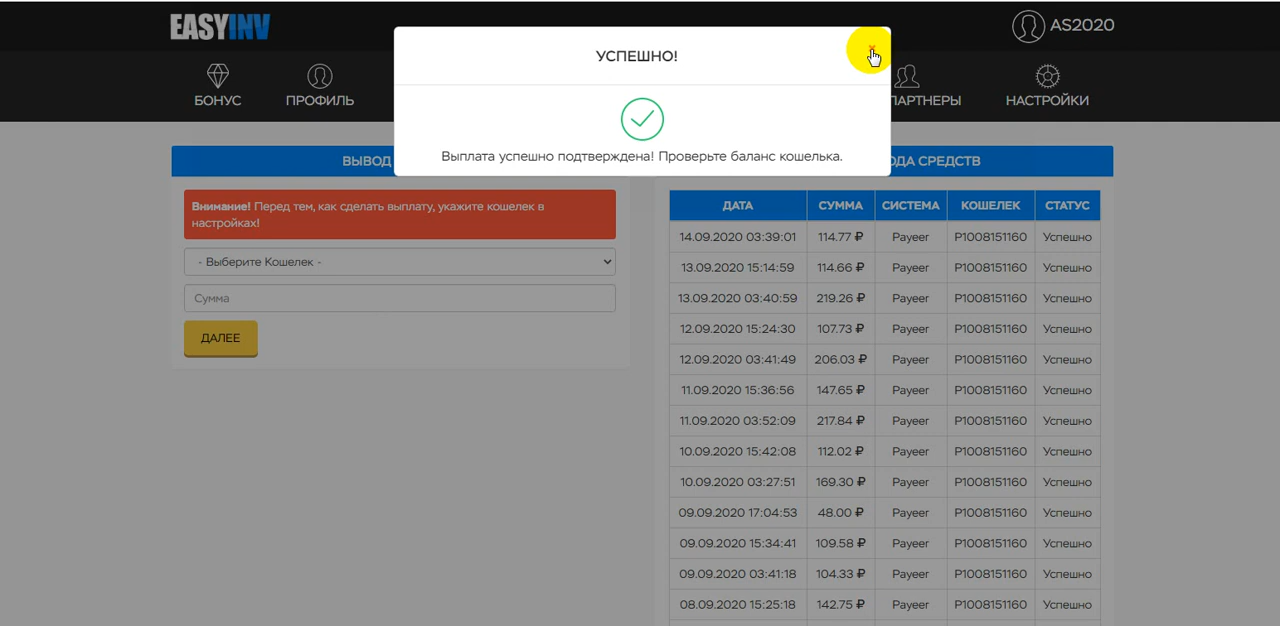 EASYINV
AS2020
УСПЕШНО!
БОНУС
ПРОФИЛЬ
ПАРТНЕРЫ
НАСТРОЙКИ
Выплата успешно подтверждена! Проверьте баланс кошелька.
ВЫВОД
Внимание! Перед тем, как сделать выплату, укажите кошелек в
настройках!
- Выберите Кошелек -
Сумма
ДАЛЕЕ
ОДА СРЕДСТВ
ДАТА СУММА СИСТЕМА КОШЕЛЕК СТАТУС
14.09.2020 03:39:01 114.77 ₽ Payeer P1008151160 Успешно
13.09.2020 15:14:59 114.66 ₽ Payeer P1008151160 Успешно
13.09.2020 03:40:59 219.26 ₽ Payeer P1008151160 Успешно
12.09.2020 15:24:30 107.73 ₽ Payeer P1008151160 Успешно
12.09.2020 03:41:49 206.03 ₽ Payeer P1008151160 Успешно
11.09.2020 15:36:56 147.65 ₽ Payeer P1008151160 Успешно
11.09.2020 03:52:09 217.84 ₽ Payeer P1008151160 Успешно
10.09.2020 15:42:08 112.02 ₽ Payeer P1008151160 Успешно
10.09.2020 03:27:51 169.30 ₽ Payeer P1008151160 Успешно
09.09.2020 17:04:53 48.00 ₽ Payeer P1008151160 Успешно
09.09.2020 15:34:41 109.58 ₽ Payeer P1008151160 Успешно
09.09.2020 03:41:18 104.33 ₽ Payeer P1008151160 Успешно
08.09.2020 15:25:18 142.75 ₽ Payeer P1008151160 Успешно